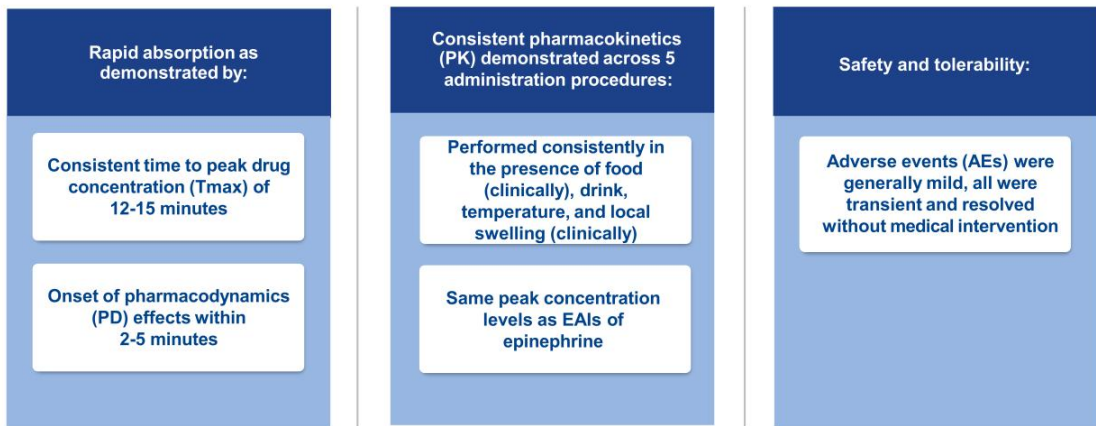 Rapid absorption as
demonstrated by:
Consistent time to peak drug
concentration (Tmax) of
12-15 minutes
Onset of pharmacodynamics
(PD) effects within
2-5 minutes
Consistent pharmacokinetics
(PK) demonstrated across 5
administration procedures:
Performed consistently in
the presence of food
(clinically), drink,
temperature, and local
swelling (clinically)
Same peak concentration
levels as EAIs of
epinephrine
Safety and tolerability:
Adverse events (AEs) were
generally mild, all were
transient and resolved
without medical intervention